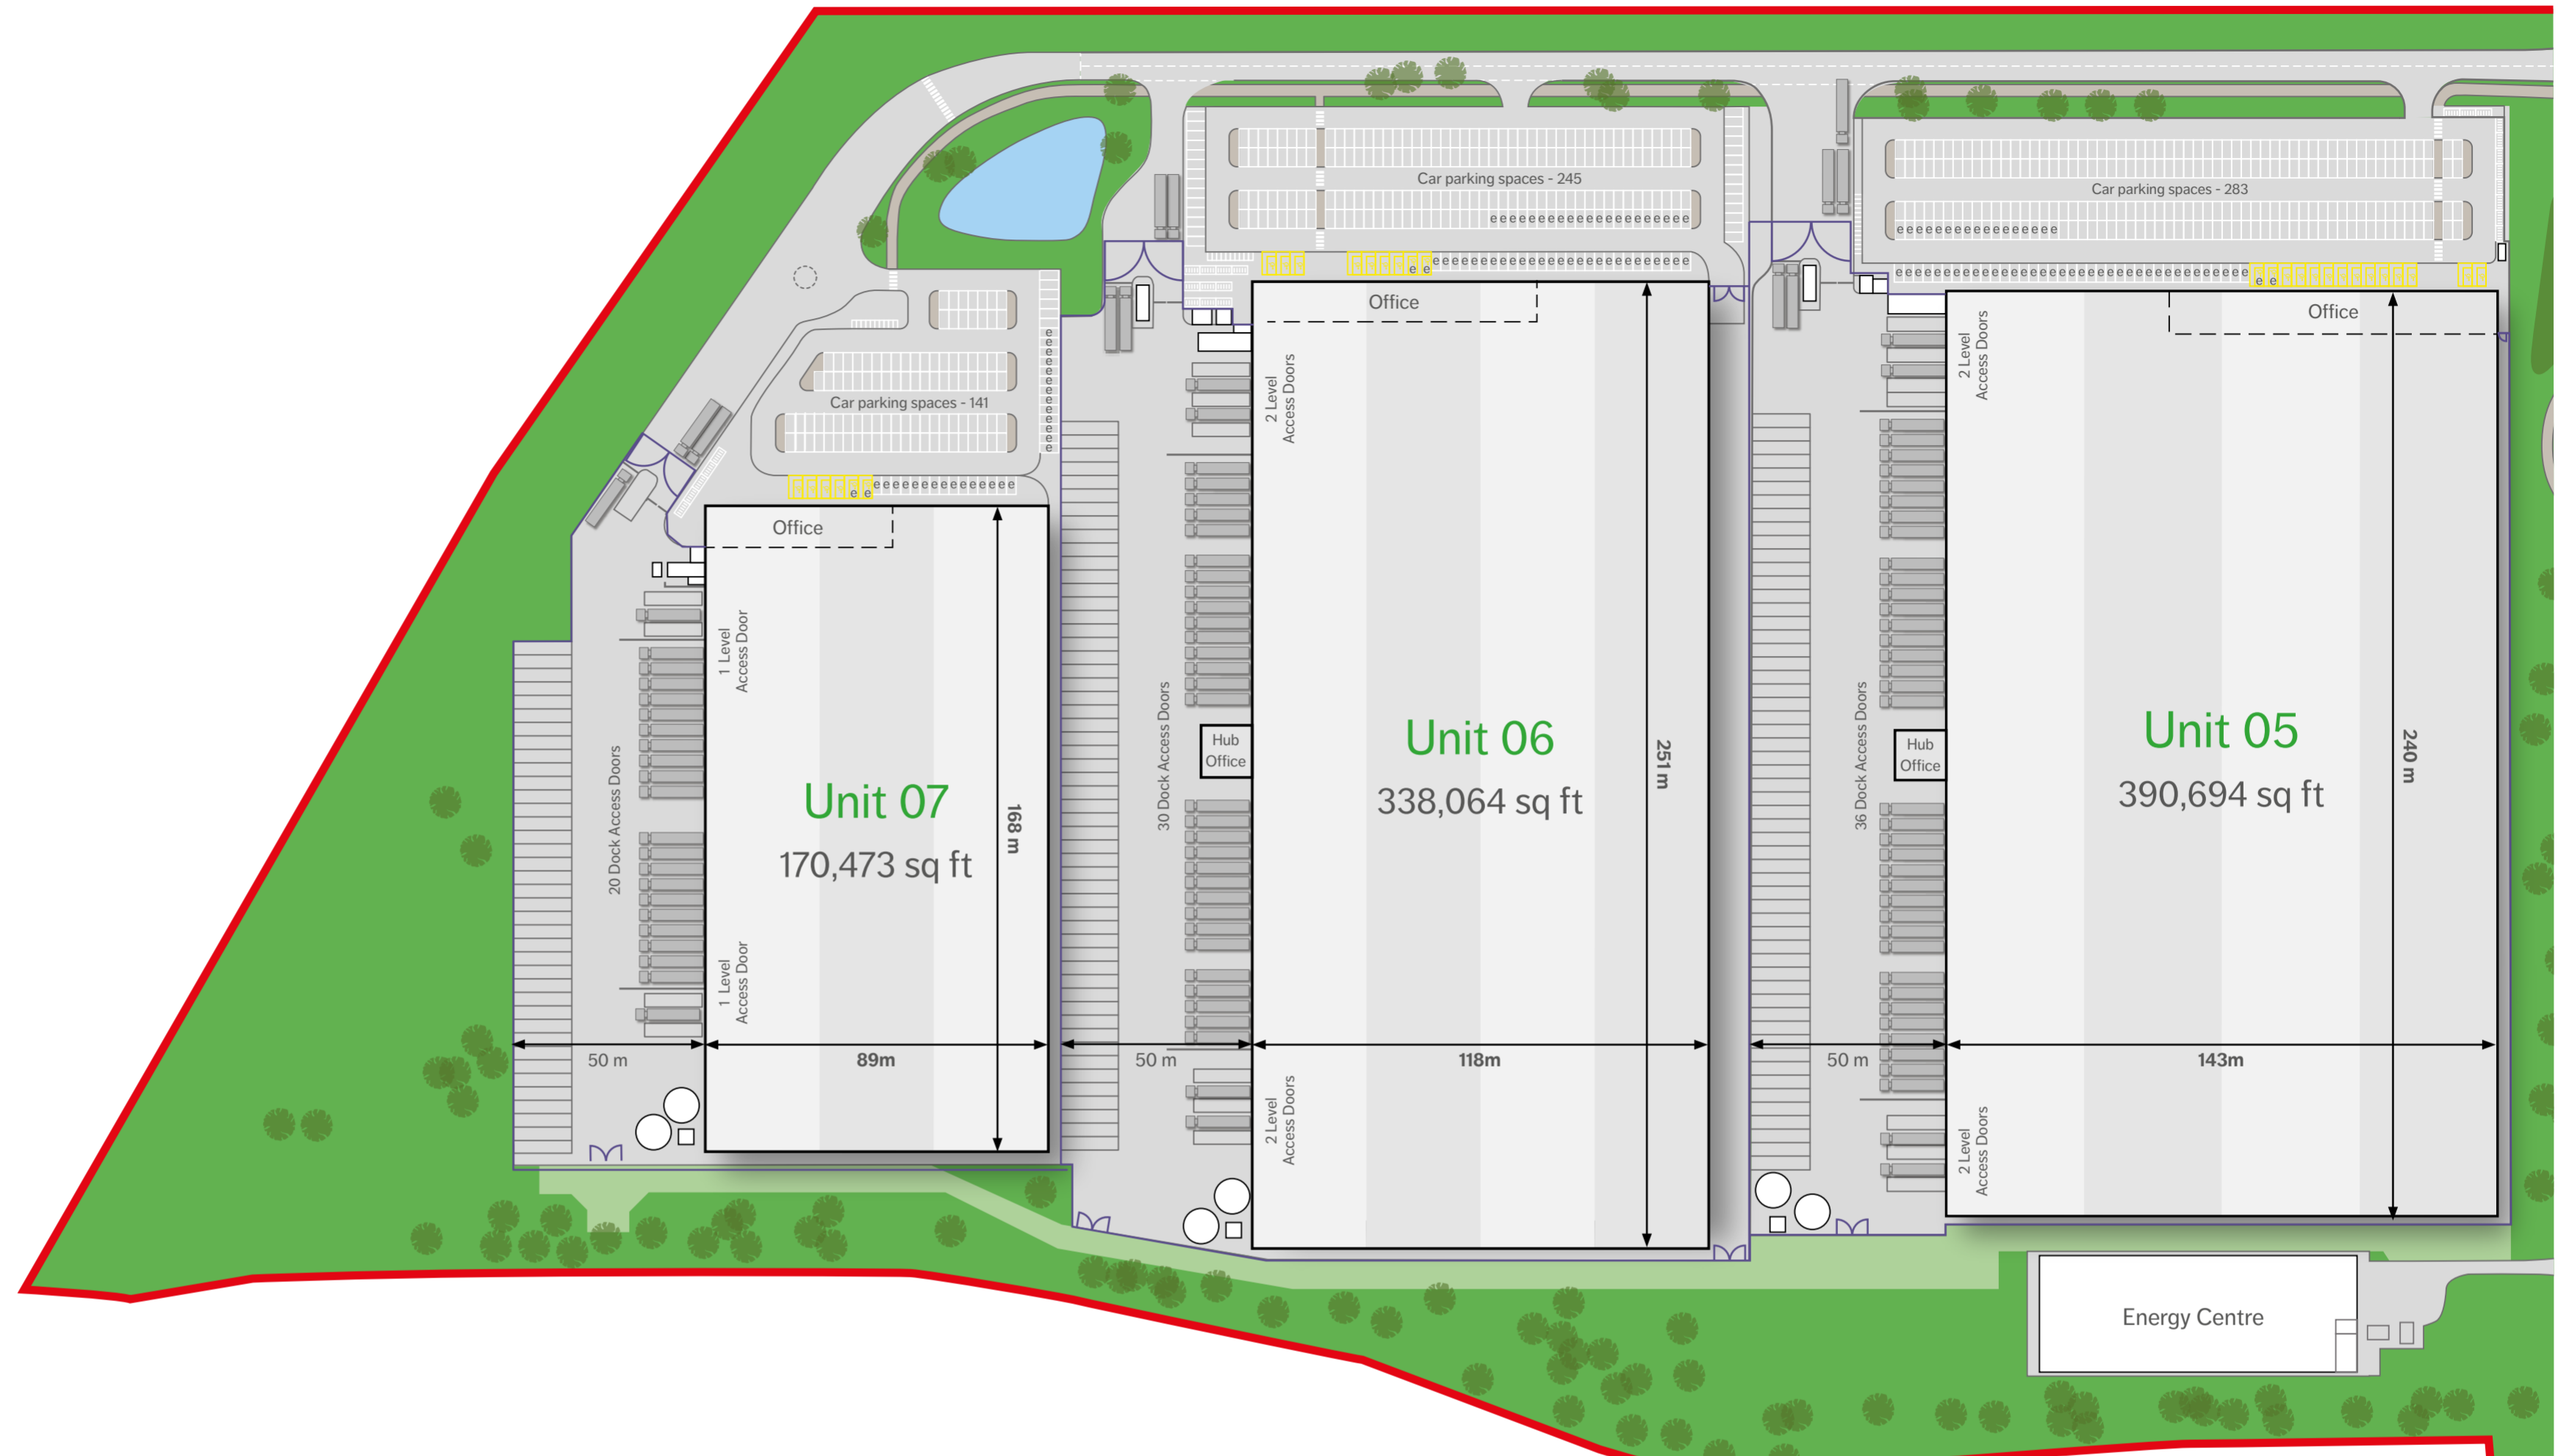 Car parking spaces - 245
Car parking spaces - 283
Car parking spaces - 141
e e e e e e e e e e e e e e e e e e e e e
e e e e e e e e e e e e e e e e
Office
2 Level
Access Doors
30 Dock Access Doors
Hub
Office
Unit 06
338,064 sq ft
251 m
50 m
118m
2 Level
Access Doors
Office
2 Level
Access Doors
36 Dock Access Doors
Hub
Office
Unit 05
390,694 sq ft
240 m
50 m
143m
2 Level
Access Doors
Office
1 Level
Access Door
20 Dock Access Doors
Unit 07
170,473 sq ft
168 m
1 Level
Access Door
50 m
89m
Energy Centre